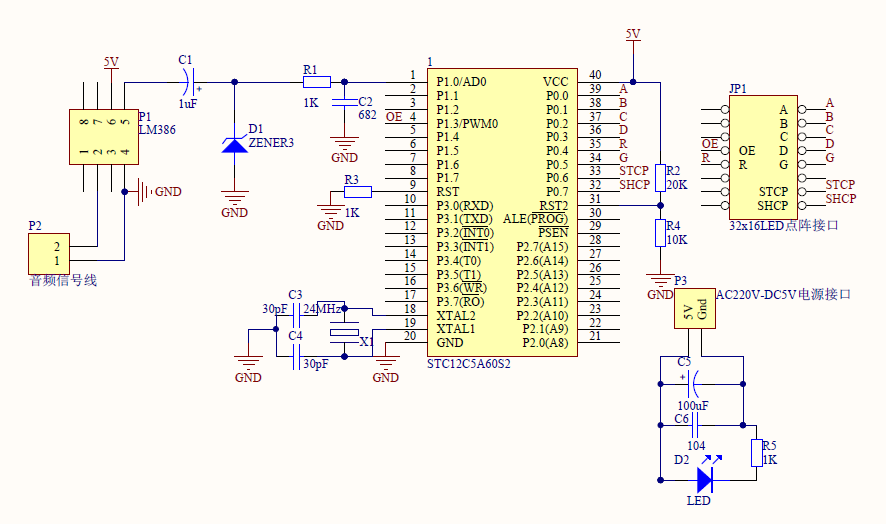 5V
C1
1uF
+
8
7
6
5
P1
LM386
1
2
3
4
GND
P2
2
1
音频信号线
D1
ZENER3
GND
R1
1K
C2
682
GND
OE
R3
1K
GND
1
1 P1.0/AD0 VCC 40
2 P1.1 P0.0 39 A
3 P1.2 P0.1 38 B
4 P1.3/PWM0 P0.2 37 C
5 P1.4 P0.3 36 D
6 P1.5 P0.4 35 R
7 P1.6 P0.5 34 G
8 P1.7 P0.6 33 STCP
9 RST P0.7 32 SHCP
10 P3.0(RXD) RST2 31
11 P3.1(TXD) ALE(PROG) 30
12 P3.2(INT0) PSEN 29
13 P3.3(INT1) P2.7(A15) 28
14 P3.4(T0) P2.6(A14) 27
15 P3.5(T1) P2.5(A13) 26
16 P3.6(WR) P2.4(A12) 25
17 P3.7(RO) P2.3(A11) 24
18 XTAL2 P2.2(A10) 23
19 XTAL1 P2.1(A9) 22
20 GND P2.0(A8) 21
STC12C5A60S2
C3
30pF
24MHz
C4
30pF
X1
GND
GND
5V
R2
20K
R4
10K
GND
JP1
A A
B B
C C
OE OE D D
R R G G
STCP STCP
SHCP SHCP
32x16LED点阵接口
P3
AC220V-DC5V电源接口
5V
Gnd
C5
+
100uF
C6
104
R5
1K
D2
LED